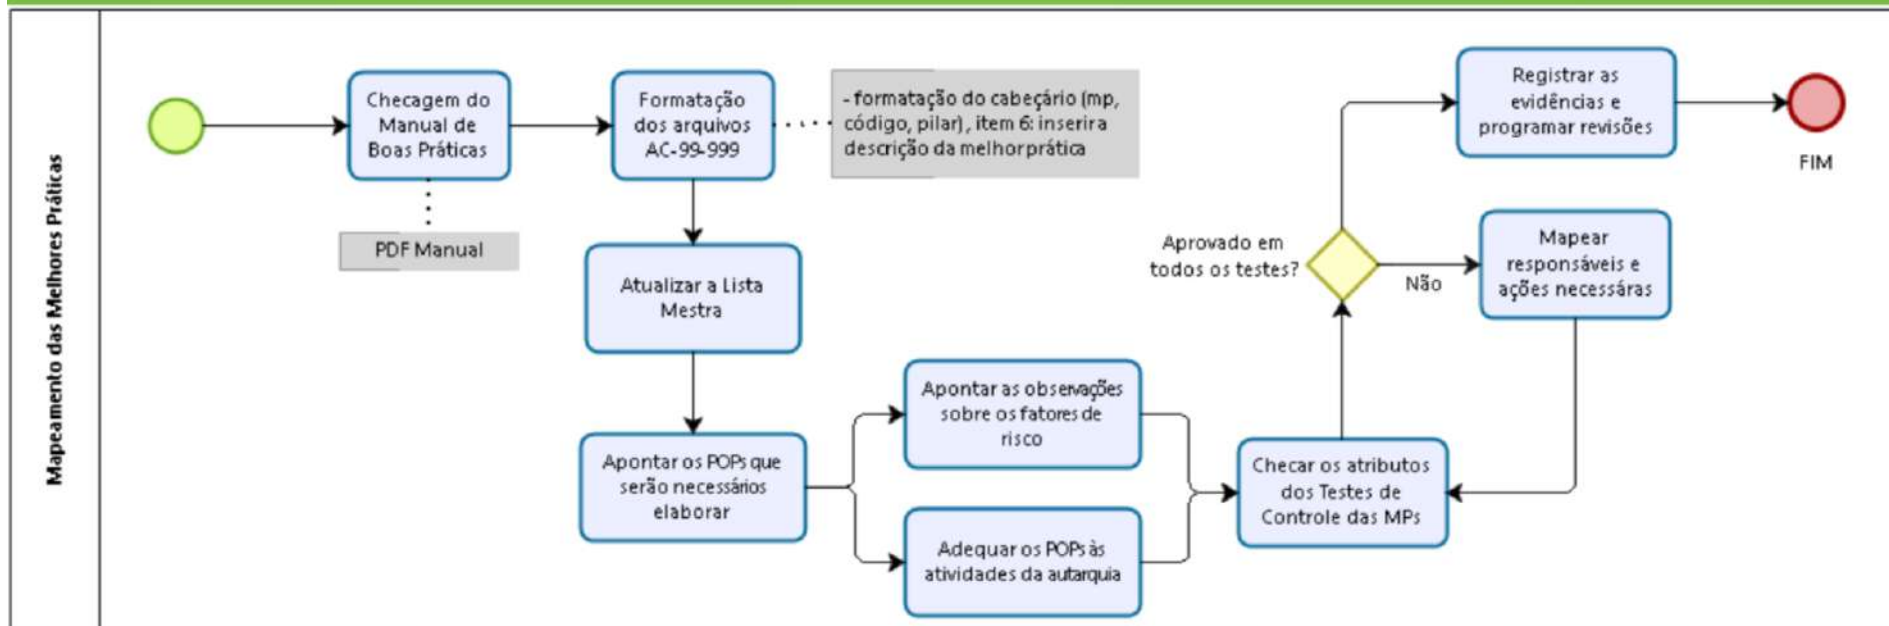 Mapeamento das Melhores Práticas
Checagem do
Manual de
Boas Práticas
PDF Manual
Formatação
dos arquivos
AC-99-999
- formatação do cabeçário (mp,
código, pilar), item 6: inserir a
descrição da melhor prática
Atualizar a Lista
Mestra
Apontar os POPs que
serão necessários
elaborar
Apontar as observações
sobre os fatores de
risco
Adequar os POPs às
atividades da autarquia
Checar os atributos
dos Testes de
Controle das MPs
Aprovado em
todos os testes?
Não
Mapear
responsáveis e
ações necessáras
Registrar as
evidências e
programar revisões
FIM